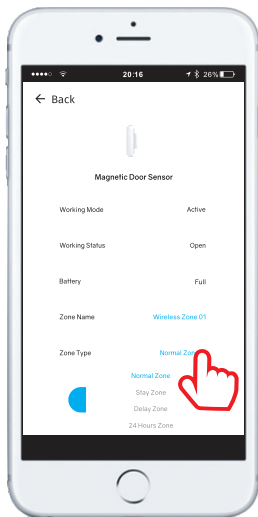 20:16 26%
← Back
Magnetic Door Sensor
Working Mode Active
Working Status Open
Battery Full
Zone Name Wireless Zone 01
Zone Type Normal Zone
Normal Zone
Stay Zone
Delay Zone
24 Hours Zone